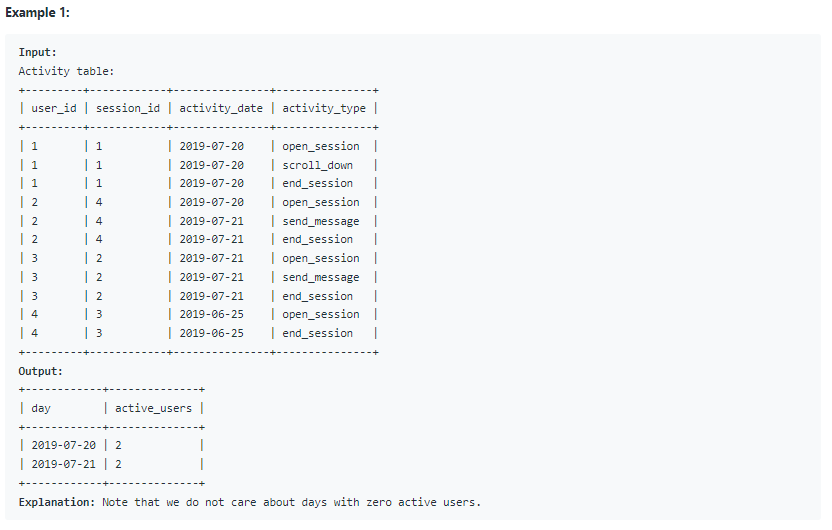 Example 1:
Input:
Activity table:
+---------+------------+---------------+---------------+
| user_id | session_id | activity_date | activity_type |
+---------+------------+---------------+---------------+
| 1       | 1          | 2019-07-20    | open_session  |
| 1       | 1          | 2019-07-20    | scroll_down   |
| 1       | 1          | 2019-07-20    | end_session   |
| 2       | 4          | 2019-07-20    | open_session  |
| 2       | 4          | 2019-07-21    | send_message  |
| 2       | 4          | 2019-07-21    | end_session   |
| 3       | 2          | 2019-07-21    | open_session  |
| 3       | 2          | 2019-07-21    | send_message  |
| 3       | 2          | 2019-07-21    | end_session   |
| 4       | 3          | 2019-06-25    | open_session  |
| 4       | 3          | 2019-06-25    | end_session   |
+---------+------------+---------------+---------------+
Output:
+------------+--------------+
| day        | active_users |
+------------+--------------+
| 2019-07-20 | 2            |
| 2019-07-21 | 2            |
+------------+--------------+
Explanation: Note that we do not care about days with zero active users.